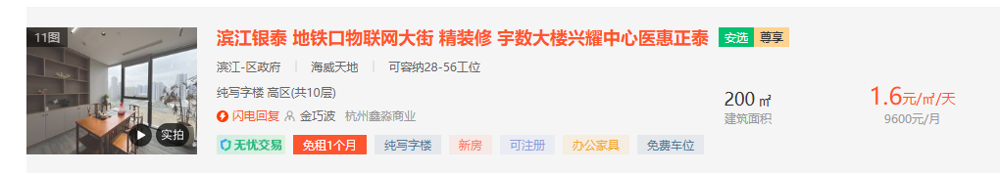 11图
实拍
滨江银泰 地铁口物联网大街 精装修 宇数大楼兴耀中心医惠正泰 安选 尊享
滨江-区政府 | 海威天地 | 可容纳28-56工位
纯写字楼 高区(共10层)
闪电回复 金巧波 杭州鑫淼商业
无忧交易 免租1个月 纯写字楼 新房 可注册 办公家具 免费车位
200㎡
建筑面积
1.6元/㎡/天
9600元/月